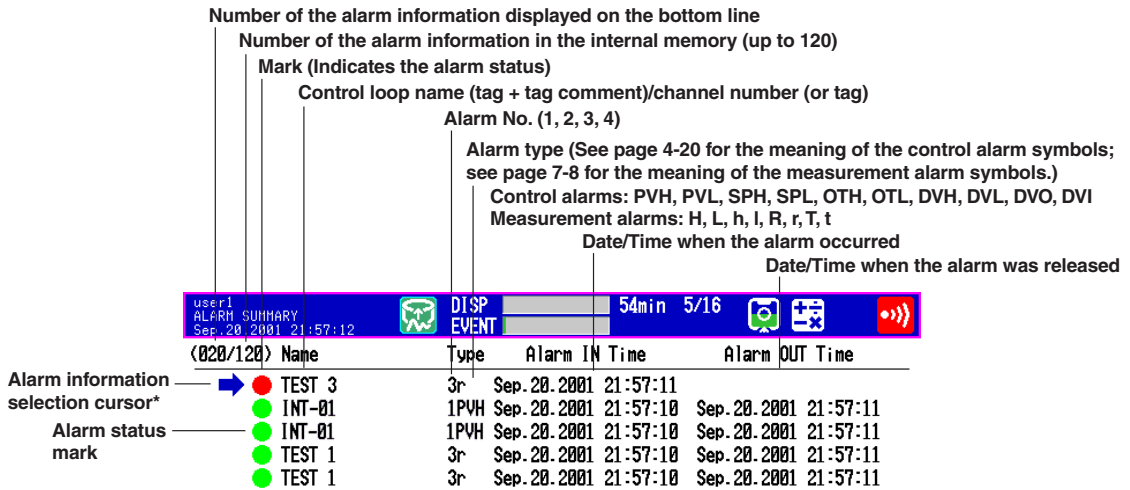 Number of the alarm information displayed on the bottom line
Number of the alarm information in the internal memory (up to 120)
Mark (Indicates the alarm status)
Control loop name (tag + tag comment)/channel number (or tag)
Alarm No. (1, 2, 3, 4)
Alarm type (See page 4-20 for the meaning of the control alarm symbols;
see page 7-8 for the meaning of the measurement alarm symbols.)
Control alarms: PVH, PVL, SPH, SPL, OTH, OTL, DVH, DVL, DVO, DVI
Measurement alarms: H, L, h, l, R, r, T, t
Date/Time when the alarm occurred
Date/Time when the alarm was released
user1
ALARM SUMMARY
Sep.20.2001 21:57:12
DISP
EVENT
54min 5/16
(020/120) Name Type Alarm IN Time Alarm OUT Time
Alarm information
selection cursor*
TEST 3 3r Sep.20.2001 21:57:11
INT-01 1PVH Sep.20.2001 21:57:10 Sep.20.2001 21:57:11
Alarm status
mark
INT-01 1PVH Sep.20.2001 21:57:10 Sep.20.2001 21:57:11
TEST 1 3r Sep.20.2001 21:57:10 Sep.20.2001 21:57:11
TEST 1 3r Sep.20.2001 21:57:10 Sep.20.2001 21:57:11